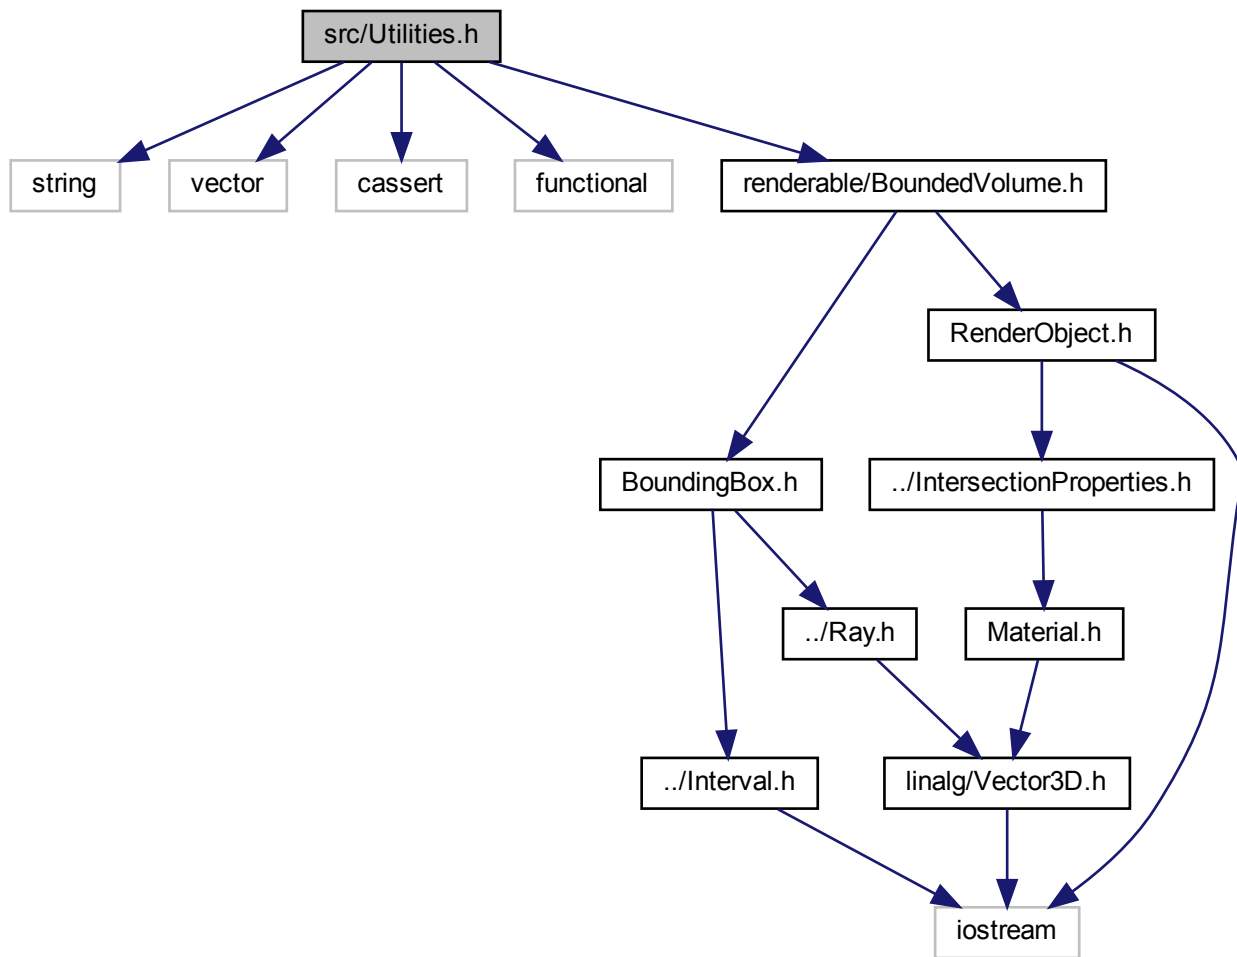 src/Utilities.h
string
vector
cassert
functional
renderable/BoundedVolume.h
RenderObject.h
BoundingBox.h
../IntersectionProperties.h
../Ray.h
Material.h
../Interval.h
linalg/Vector3D.h
iostream